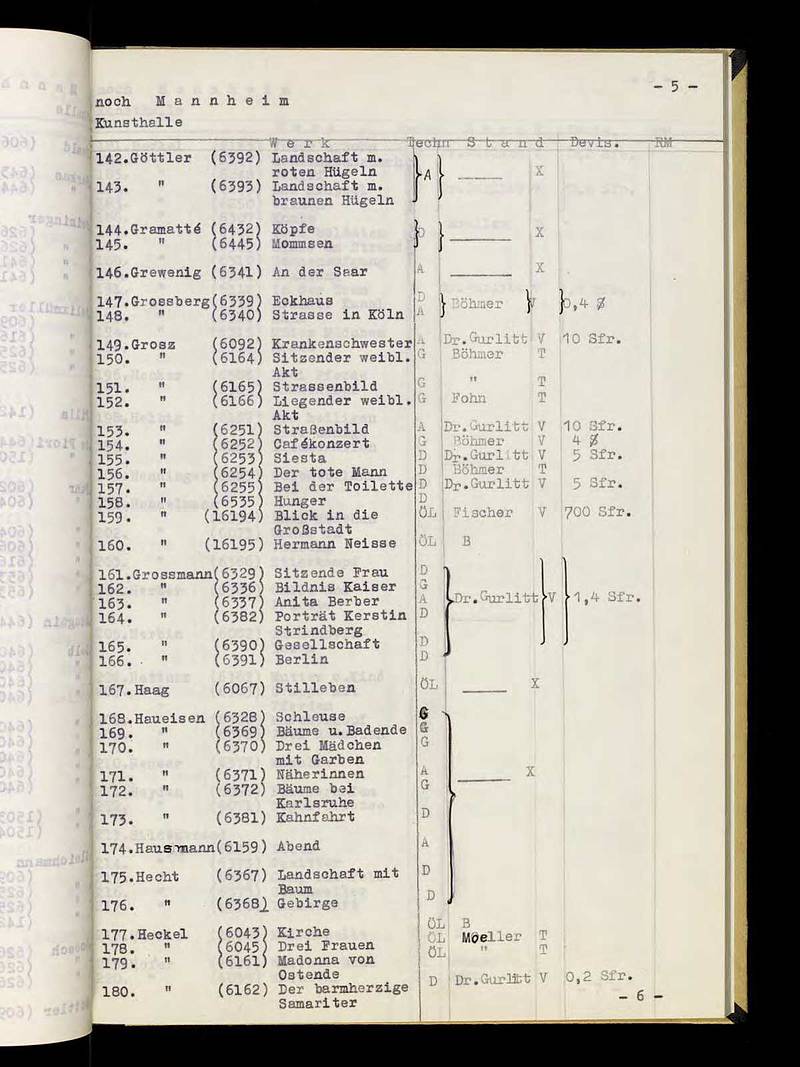 - 5 -
noch M a n n h e i m
Kunsthalle
W e r k Techn S t a n d Devis. RM
142.Göttler (6392) Landschaft m. A X
roten Hügeln
143. " (6393) Landschaft m.
braunen Hügeln
144.Gramatté (6432) Köpfe D X
145. " (6445) Mommsen
146.Grewenig (6341) An der Saar A X
147.Grossberg(6339) Eckhaus D Böhmer V 0,4 $
148. " (6340) Strasse in Köln A
149.Grosz (6092) Krankenschwester A Dr.Gurlitt V 10 Sfr.
150. " (6164) Sitzender weibl. G Böhmer T
Akt
151. " (6165) Strassenbild G " T
152. " (6166) Liegender weibl. G Fohn T
Akt
153. " (6251) Straßenbild A Dr.Gurlitt V 10 Sfr.
154. " (6252) Cafékonzert G Böhmer V 4 $
155. " (6253) Siesta D Dr.Gurlitt V 5 Sfr.
156. " (6254) Der tote Mann D Böhmer T
157. " (6255) Bei der Toilette D Dr.Gurlitt V 5 Sfr.
158. " (6535) Hunger D
159. " (16194) Blick in die ÖL Fischer V 700 Sfr.
Großstadt
160. " (16195) Hermann Neisse ÖL B
161.Grossmann(6329) Sitzende Frau D
162. " (6336) Bildnis Kaiser G
163. " (6337) Anita Berber A Dr.Gurlitt V 1,4 Sfr.
164. " (6382) Porträt Kerstin D
Strindberg
165. " (6390) Gesellschaft D
166. " (6391) Berlin D
167.Haag (6067) Stilleben ÖL X
168.Haueisen (6328) Schleuse G
169. " (6369) Bäume u.Badende G
170. " (6370) Drei Mädchen G
mit Garben
171. " (6371) Näherinnen A X
172. " (6372) Bäume bei G
Karlsruhe
173. " (6381) Kahnfahrt D
174.Hausmann(6159) Abend A
175.Hecht (6367) Landschaft mit D
Baum
176. " (6368) Gebirge D
177.Heckel (6043) Kirche ÖL B
178. " (6045) Drei Frauen ÖL Moeller T
179. " (6161) Madonna von ÖL " T
Ostende
180. " (6162) Der barmherzige D Dr.Gurlitt V 0,2 Sfr.
Samariter
- 6 -